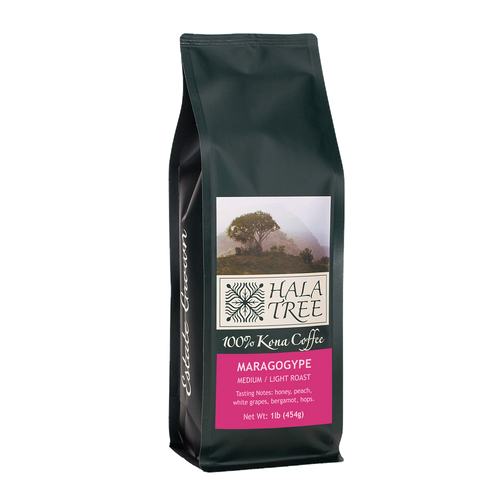 HALA
TREE
100% Kona Coffee
MARAGOGYPE
MEDIUM / LIGHT ROAST
Tasting Notes: honey, peach,
white grapes, bergamot, hops.
Net Wt: 1lb (454g)
Estate Grown